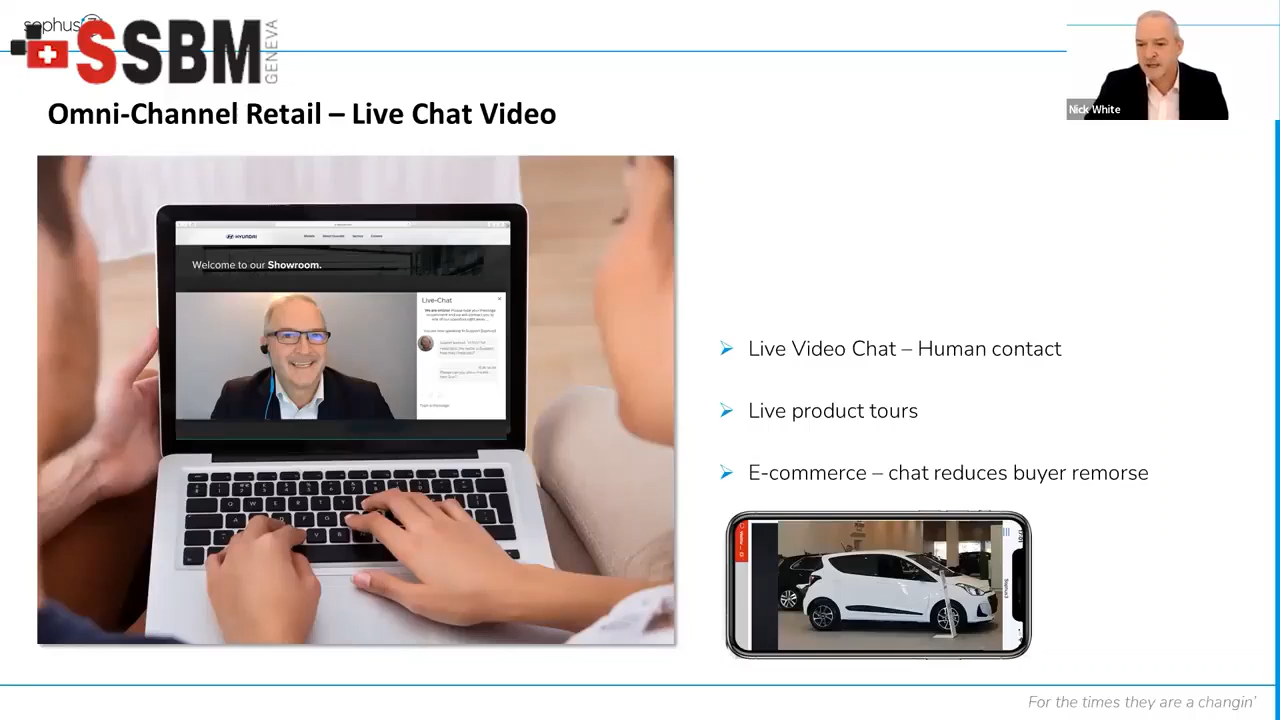 sophus
SSBM
GENEVA
Nick White
Omni-Channel Retail – Live Chat Video
HYUNDAI
Welcome to our Showroom.
Live-Chat
➢ Live Video Chat – Human contact
➢ Live product tours
➢ E-commerce – chat reduces buyer remorse
For the times they are a changin’